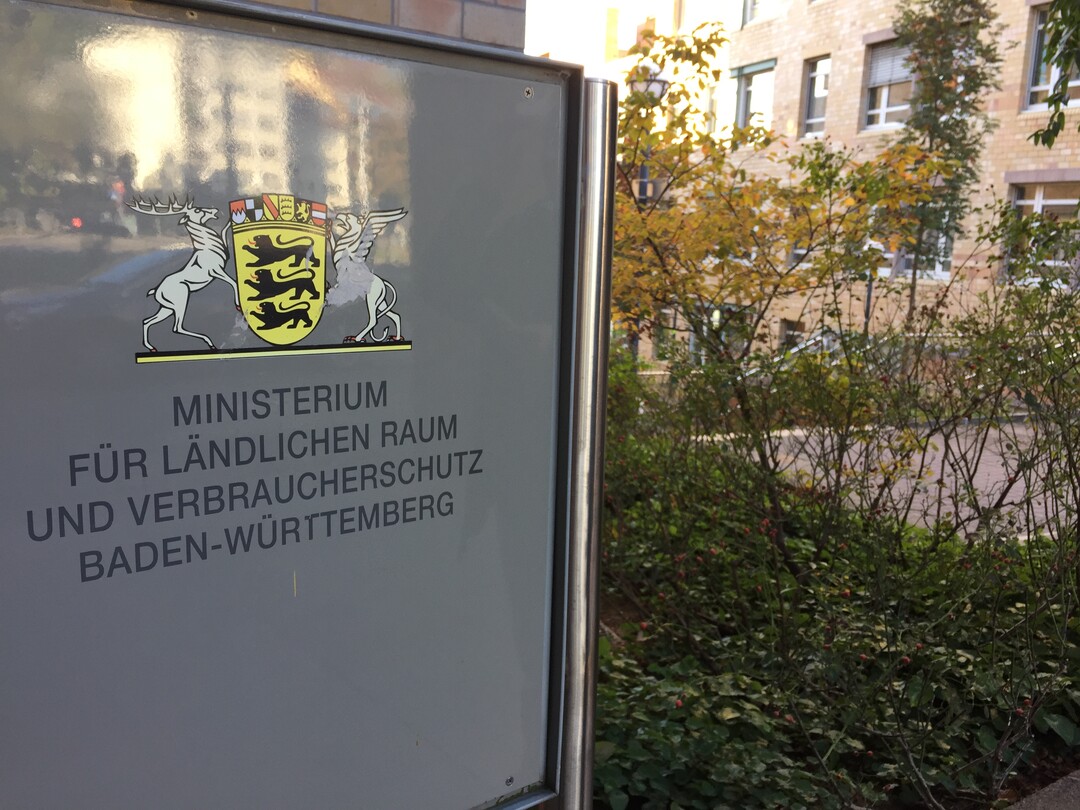 MINISTERIUM
FÜR LÄNDLICHEN RAUM
UND VERBRAUCHERSCHUTZ
BADEN-WÜRTTEMBERG